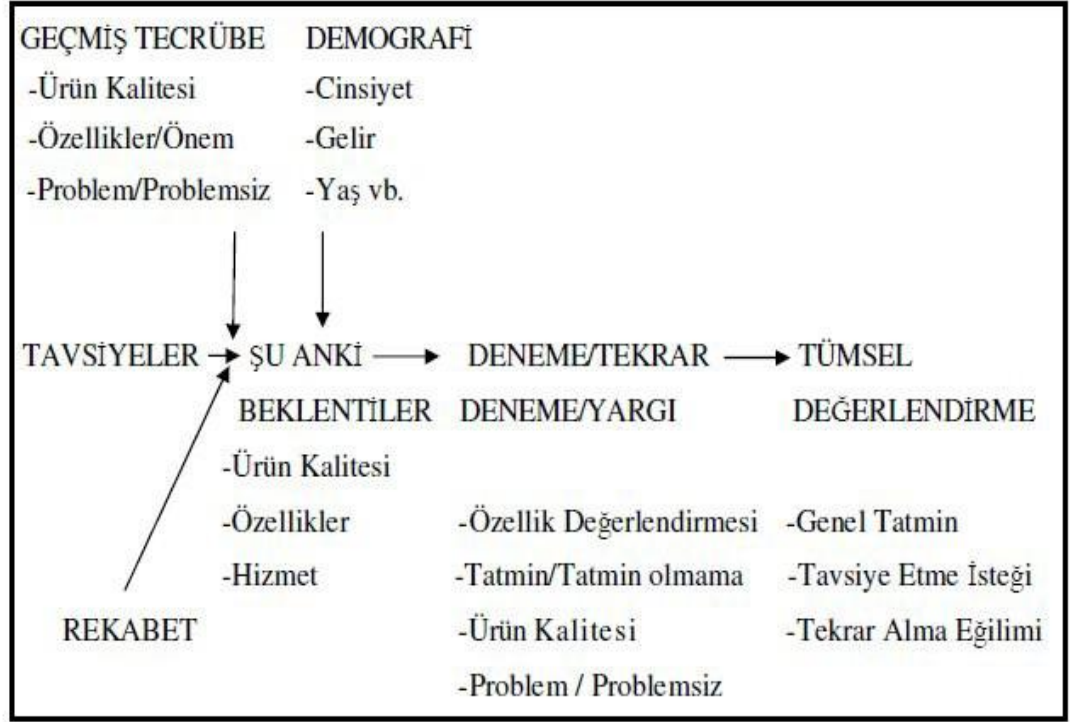 GEÇMİŞ TECRÜBE DEMOGRAFİ
-Ürün Kalitesi -Cinsiyet
-Özellikler/Önem -Gelir
-Problem/Problemsiz -Yaş vb.
TAVSİYELER ŞU ANKİ DENEME/TEKRAR TÜMSEL
BEKLENTİLER DENEME/YARGI DEĞERLENDİRME
-Ürün Kalitesi
-Özellikler -Özellik Değerlendirmesi -Genel Tatmin
-Hizmet -Tatmin/Tatmin olmama -Tavsiye Etme İsteği
REKABET -Ürün Kalitesi -Tekrar Alma Eğilimi
-Problem / Problemsiz